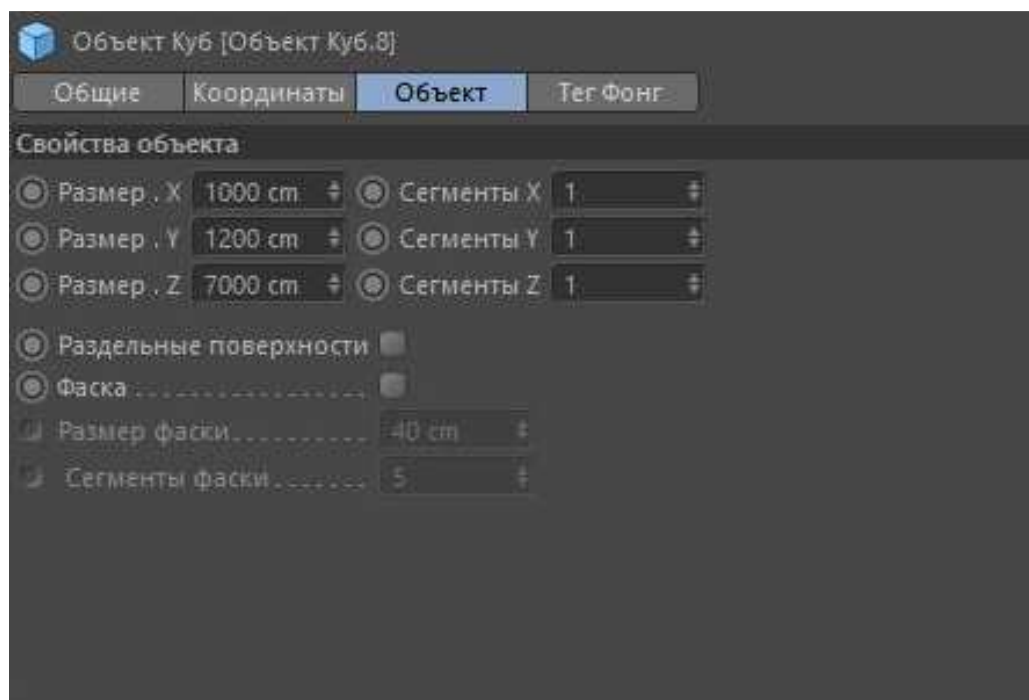 Объект Куб [Объект Куб.8]
Общие Координаты Объект Тег Фонг
Свойства объекта
Размер . X 1000 cm Сегменты X 1
Размер . Y 1200 cm Сегменты Y 1
Размер . Z 7000 cm Сегменты Z 1
Раздельные поверхности
Фаска . . . . . . . . . . . . . . . . .
Размер фаски . . . . . . . . . . 40 cm
Сегменты фаски . . . . . . . 5